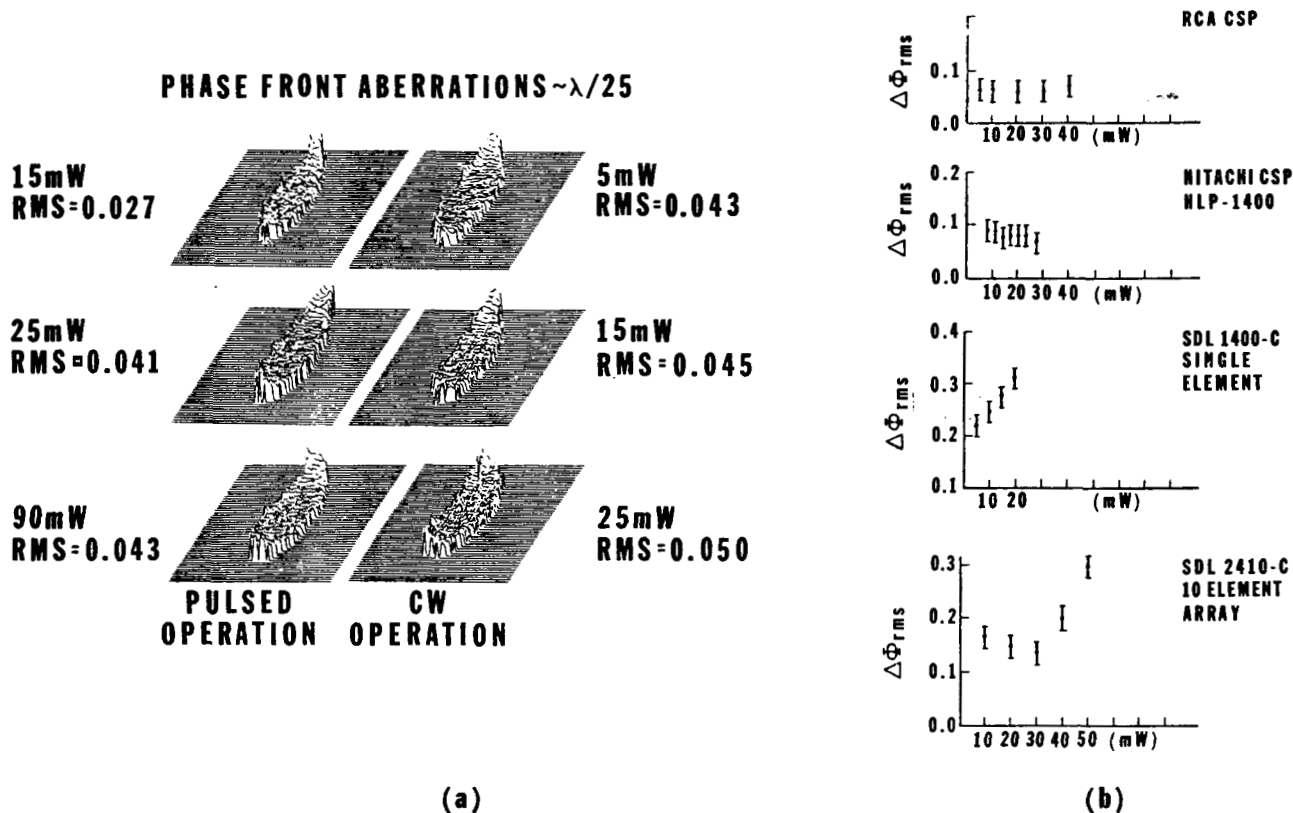 PHASE FRONT ABERRATIONS~λ/25
15mW
RMS=0.027
5mW
RMS=0.043
25mW
RMS=0.041
15mW
RMS=0.045
90mW
RMS=0.043
25mW
RMS=0.050
PULSED
OPERATION
CW
OPERATION
(a)
RCA CSP
ΔΦrms
0.1
0.0
10 20 30 40 (mW)
NITACHI CSP
NLP-1400
ΔΦrms
0.2
0.1
0.0
10 20 30 40 (mW)
SDL 1400-C
SINGLE
ELEMENT
ΔΦrms
0.4
0.3
0.2
0.1
10 20 (mW)
SDL 2410-C
10 ELEMENT
ARRAY
ΔΦrms
0.3
0.2
0.1
0.0
10 20 30 40 50 (mW)
(b)